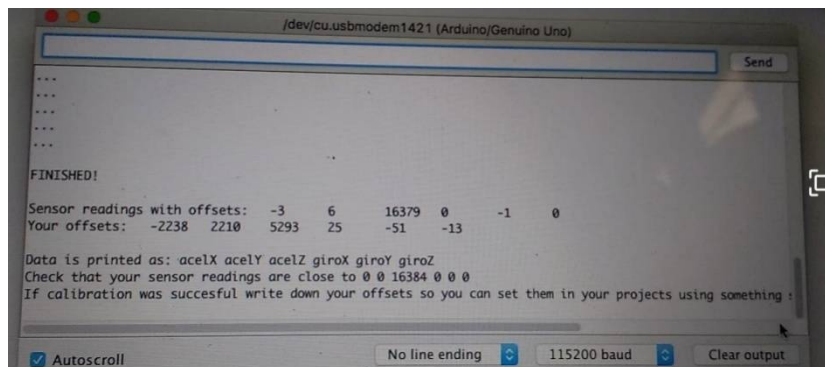 /dev/cu.usbmodem1421 (Arduino/Genuino Uno)
Send
...
...
...
...
...
FINISHED!
Sensor readings with offsets: -3 6 16379 0 -1 0
Your offsets: -2238 2210 5293 25 -51 -13
Data is printed as: acelX acelY acelZ giroX giroY giroZ
Check that your sensor readings are close to 0 0 16384 0 0 0
If calibration was succesful write down your offsets so you can set them in your projects using something
Autoscroll No line ending 115200 baud Clear output